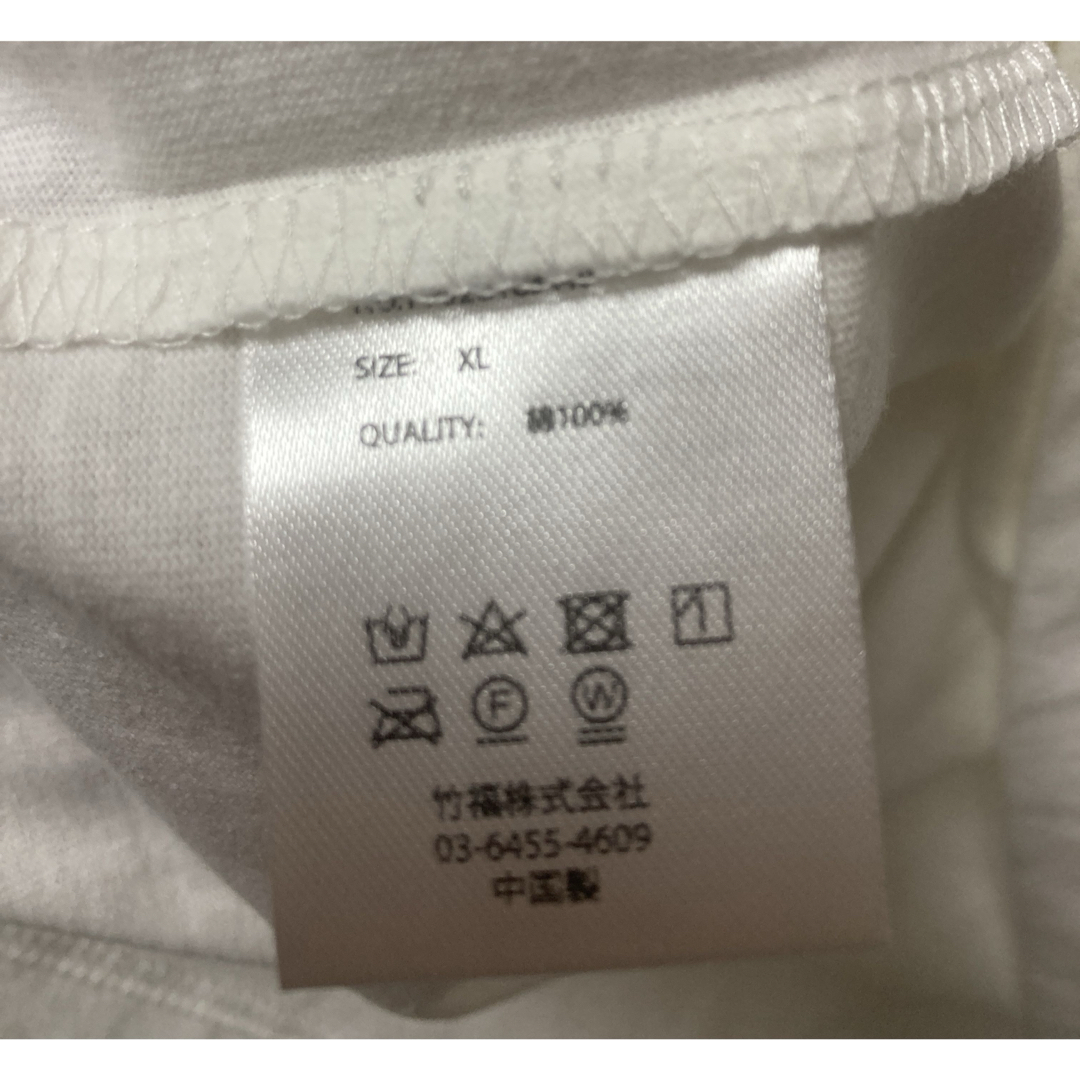 SIZE: XL
QUALITY: 綿100%
F W
竹福株式会社
03-6455-4609
中国製